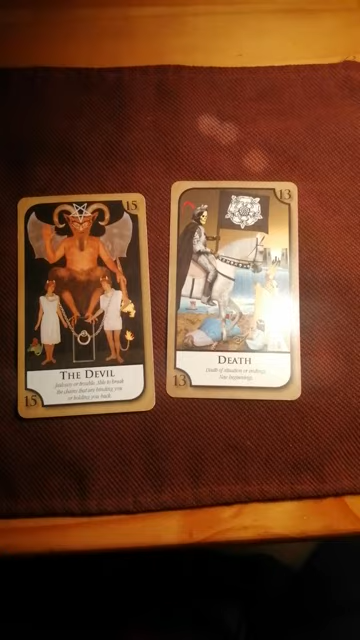 15
THE DEVIL
Jealousy or trouble. Able to break
the chains that are binding you
or holding you back.
15
13
DEATH
Death of situation or endings.
New beginnings.
13